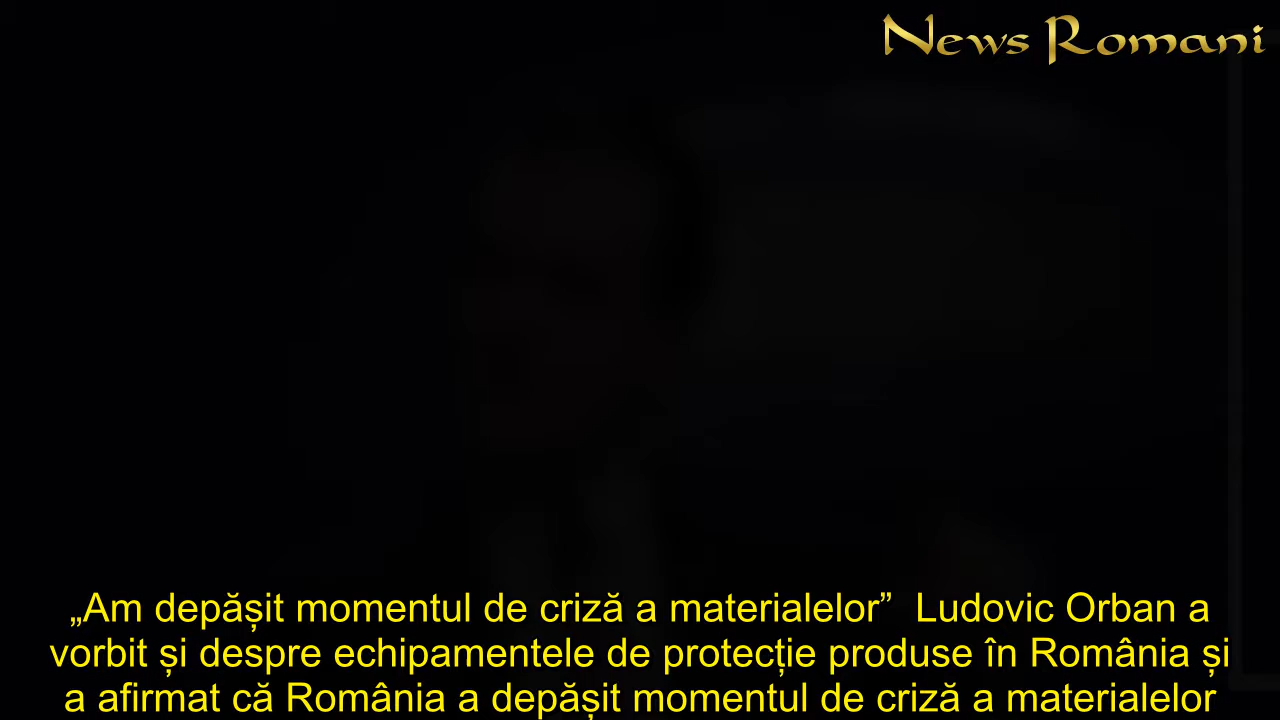 News Romani
„Am depășit momentul de criză a materialelor”  Ludovic Orban a
vorbit și despre echipamentele de protecție produse în România și
a afirmat că România a depășit momentul de criză a materialelor